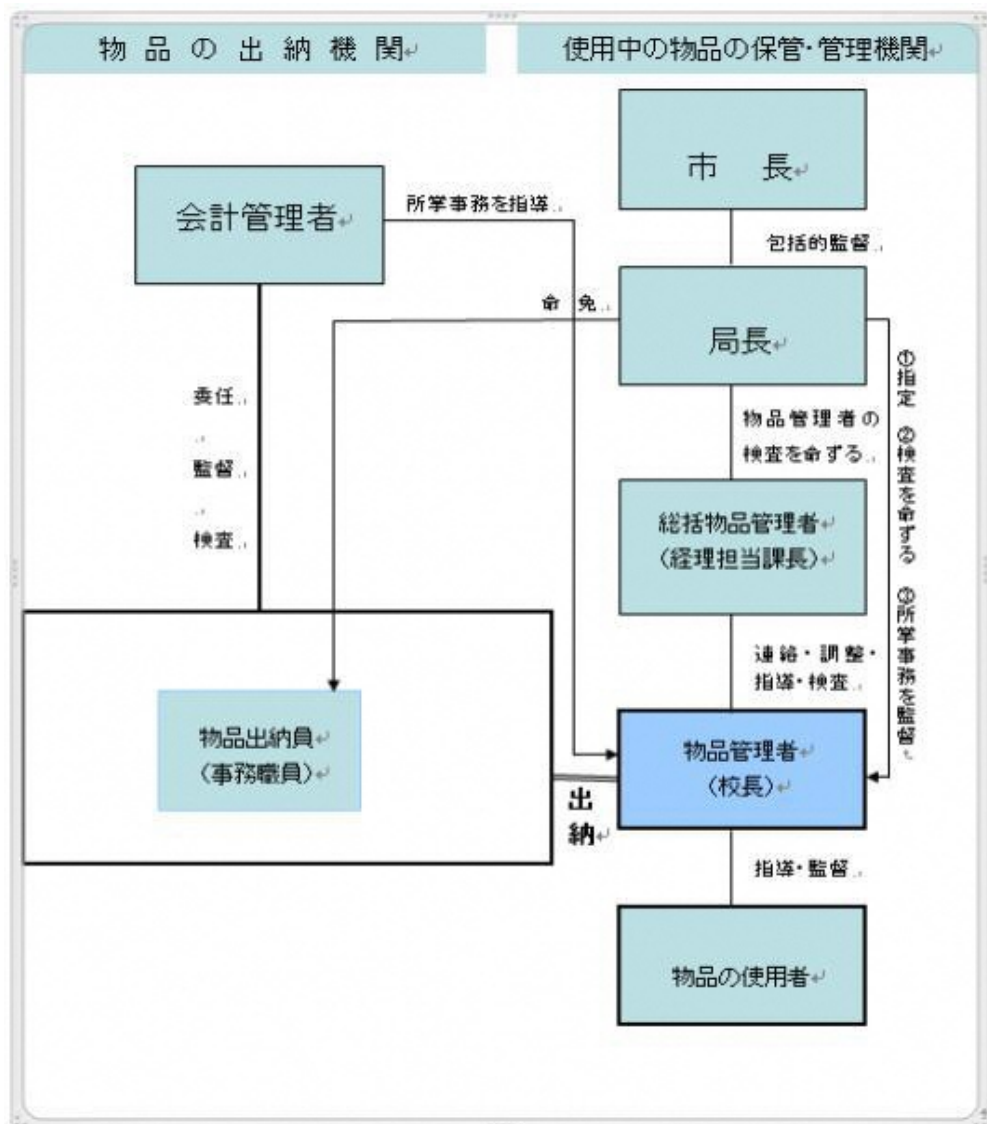 物品の出納機関
使用中の物品の保管・管理機関
市 長
会計管理者
所掌事務を指導
包括的監督
命 免
局長
委任
監督
検査
物品管理者の
検査を命ずる
①指定 ②検査を命ずる ③所掌事務を監督
総括物品管理者
(経理担当課長)
連絡・調整・
指導・検査
物品出納員
(事務職員)
物品管理者
(校長)
出
納
指導・監督
物品の使用者